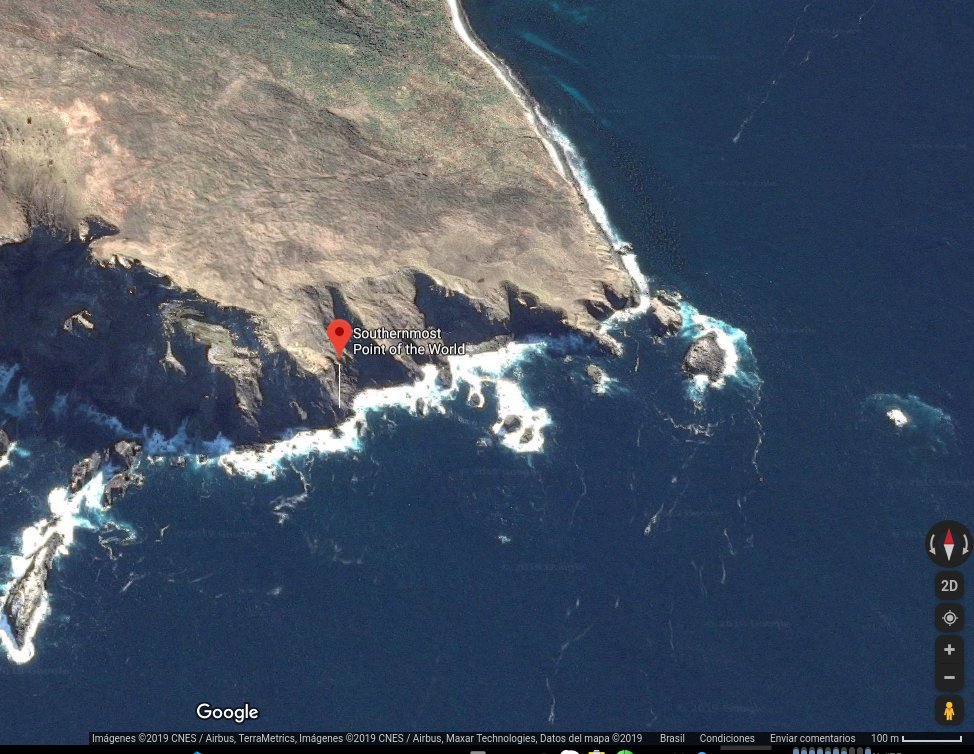 Southernmost
Point of the World
2D
Google
Imágenes ©2019 CNES / Airbus, TerraMetrics, Imágenes ©2019 CNES / Airbus, Maxar Technologies, Datos del mapa ©2019 Brasil Condiciones Enviar comentarios 100 m